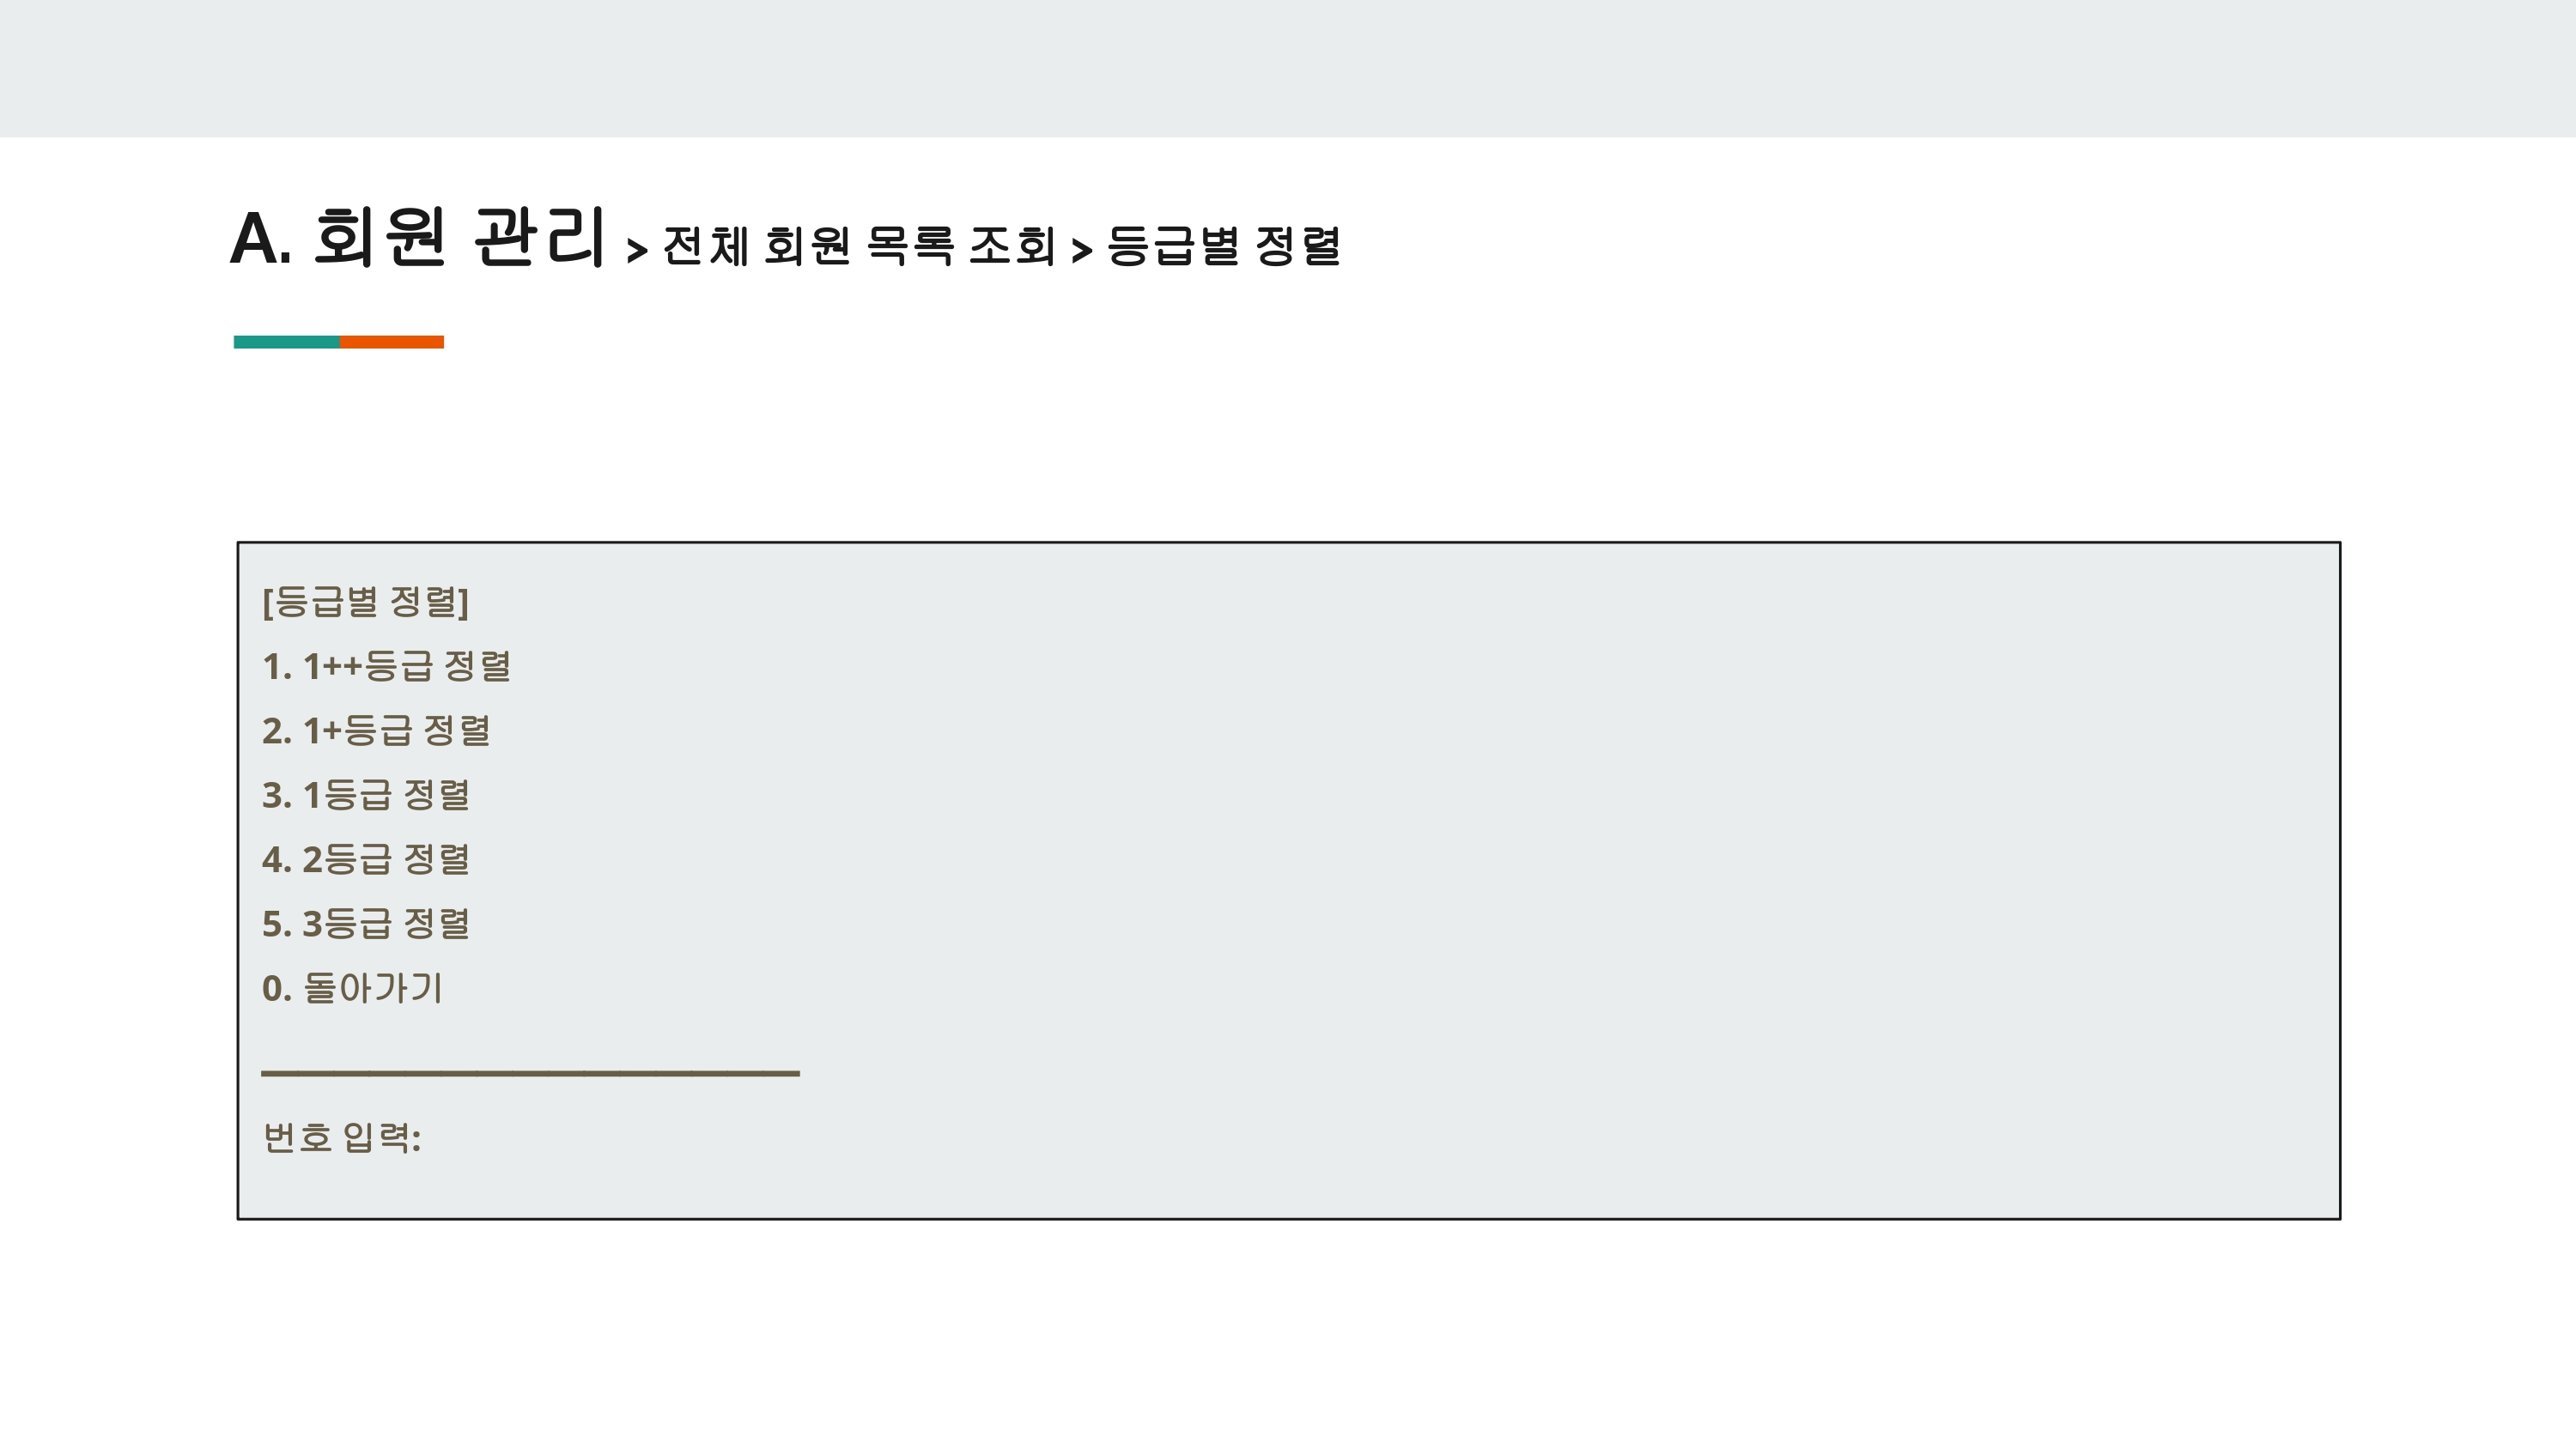 A. 회원 관리 > 전체 회원 목록 조회 > 등급별 정렬
[등급별 정렬]
1. 1++등급 정렬
2. 1+등급 정렬
3. 1등급 정렬
4. 2등급 정렬
5. 3등급 정렬
0. 돌아가기
━━━━━━━━━━━━━━━
번호 입력: